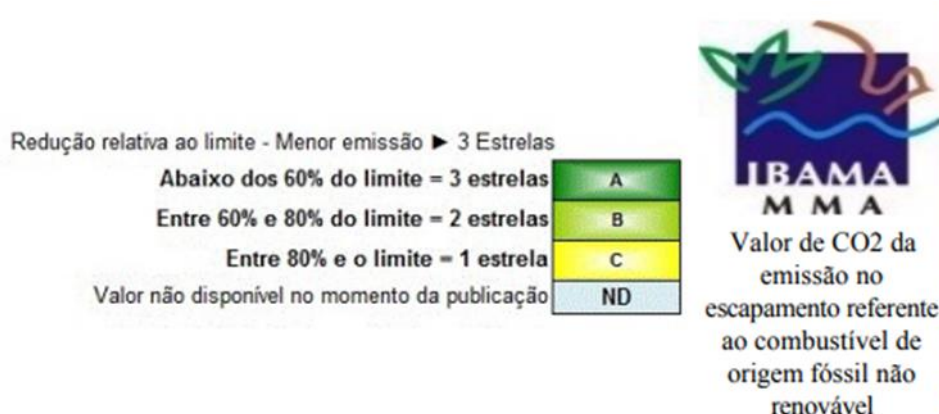 Redução relativa ao limite - Menor emissão ► 3 Estrelas
Abaixo dos 60% do limite = 3 estrelas A
Entre 60% e 80% do limite = 2 estrelas B
Entre 80% e o limite = 1 estrela C
Valor não disponível no momento da publicação ND
IBAMA
M M A
Valor de CO2 da
emissão no
escapamento referente
ao combustível de
origem fóssil não
renovável